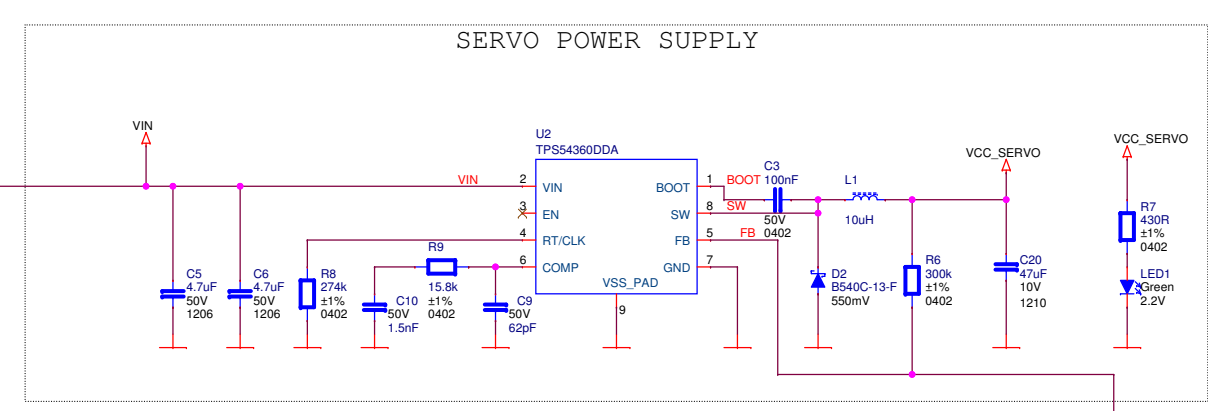 SERVO POWER SUPPLY
VIN
U2
TPS54360DDA
VIN
2
VIN
3
EN
4
RT/CLK
6
COMP
BOOT
1
SW
8
FB
5
GND
7
VSS_PAD
9
BOOT
SW
FB
C3
100nF
50V
0402
L1
10uH
VCC_SERVO
VCC_SERVO
C5
4.7uF
50V
1206
C6
4.7uF
50V
1206
R8
274k
±1%
0402
C10
50V
1.5nF
R9
15.8k
±1%
0402
C9
50V
62pF
D2
B540C-13-F
550mV
R6
300k
±1%
0402
C20
47uF
10V
1210
R7
430R
±1%
0402
LED1
Green
2.2V